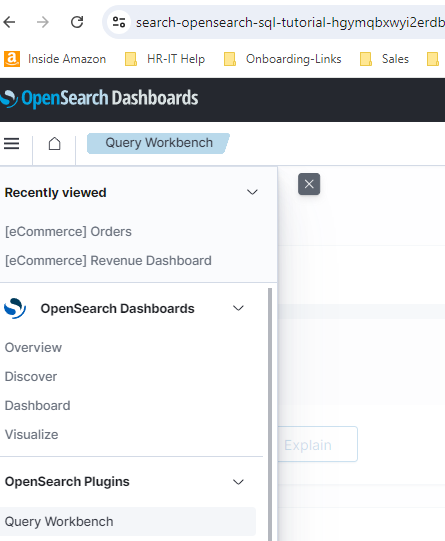 search-opensearch-sql-tutorial-hgymqbxwyi2erdb
Inside Amazon HR-IT Help Onboarding-Links Sales
OpenSearch Dashboards
Query Workbench
Recently viewed
[eCommerce] Orders
[eCommerce] Revenue Dashboard
OpenSearch Dashboards
Overview
Discover
Dashboard
Visualize
Explain
OpenSearch Plugins
Query Workbench